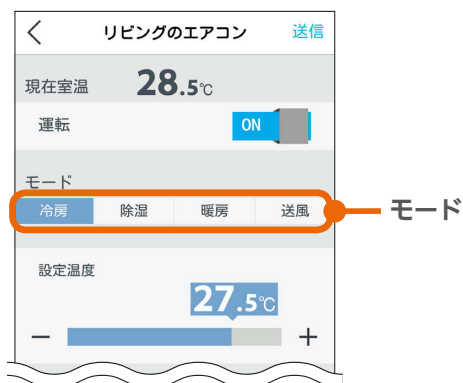 リビングのエアコン 送信
現在室温 28.5℃
運転 ON
モード
冷房 除湿 暖房 送風
モード
設定温度
27.5℃
− +